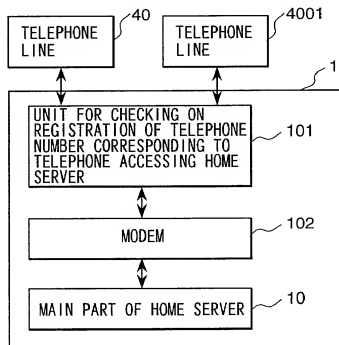 40
4001
TELEPHONE
LINE
TELEPHONE
LINE
1
UNIT FOR CHECKING ON
REGISTRATION OF TELEPHONE
NUMBER CORRESPONDING TO
TELEPHONE ACCESSING HOME
SERVER
101
MODEM
102
MAIN PART OF HOME SERVER
10